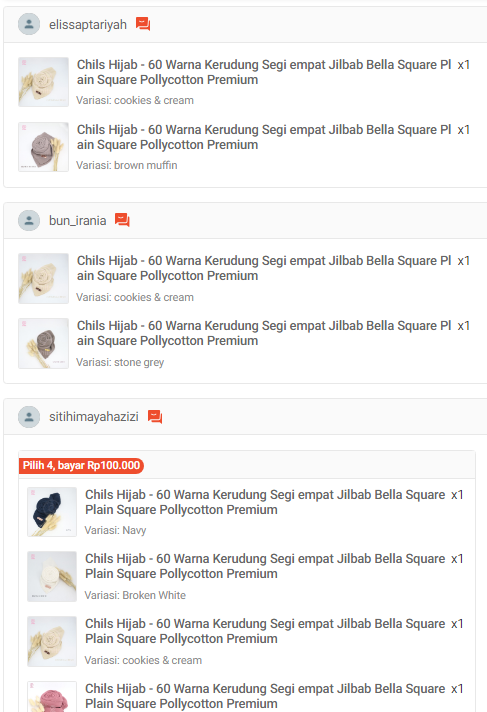 elissaptariyah
Chils Hijab - 60 Warna Kerudung Segi empat Jilbab Bella Square Pl x1
ain Square Pollycotton Premium
Variasi: cookies & cream
Chils Hijab - 60 Warna Kerudung Segi empat Jilbab Bella Square Pl x1
ain Square Pollycotton Premium
Variasi: brown muffin
bun_irania
Chils Hijab - 60 Warna Kerudung Segi empat Jilbab Bella Square Pl x1
ain Square Pollycotton Premium
Variasi: cookies & cream
Chils Hijab - 60 Warna Kerudung Segi empat Jilbab Bella Square Pl x1
ain Square Pollycotton Premium
Variasi: stone grey
sitihimayahazizi
Pilih 4, bayar Rp100.000
Chils Hijab - 60 Warna Kerudung Segi empat Jilbab Bella Square x1
Plain Square Pollycotton Premium
Variasi: Navy
Chils Hijab - 60 Warna Kerudung Segi empat Jilbab Bella Square x1
Plain Square Pollycotton Premium
Variasi: Broken White
Chils Hijab - 60 Warna Kerudung Segi empat Jilbab Bella Square x1
Plain Square Pollycotton Premium
Variasi: cookies & cream
Chils Hijab - 60 Warna Kerudung Segi empat Jilbab Bella Square x1
Plain Square Pollycotton Premium